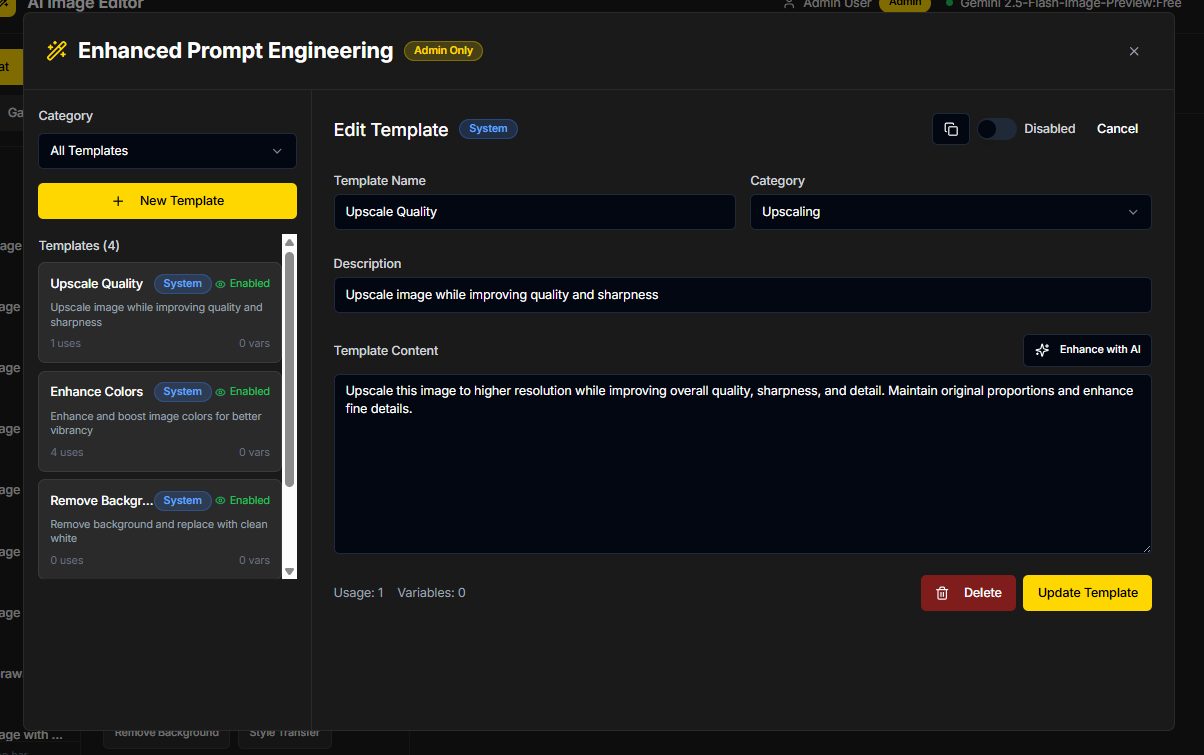 AI Image Editor
Admin User
Admin
Gemini 2.5-Flash-Image-Preview:Free
Enhanced Prompt Engineering
Admin Only
Category
All Templates
New Template
Templates (4)
Upscale Quality System Enabled
Upscale image while improving quality and
sharpness
1 uses 0 vars
Enhance Colors System Enabled
Enhance and boost image colors for better
vibrancy
4 uses 0 vars
Remove Backgr... System Enabled
Remove background and replace with clean
white
0 uses 0 vars
Edit Template System
Disabled Cancel
Template Name Category
Upscale Quality Upscaling
Description
Upscale image while improving quality and sharpness
Template Content Enhance with AI
Upscale this image to higher resolution while improving overall quality, sharpness, and detail. Maintain original proportions and enhance
fine details.
Usage: 1 Variables: 0
Delete Update Template
at
Ga
age
age
age
age
age
age
age
raw
age with ...
Remove Background Style Transfer